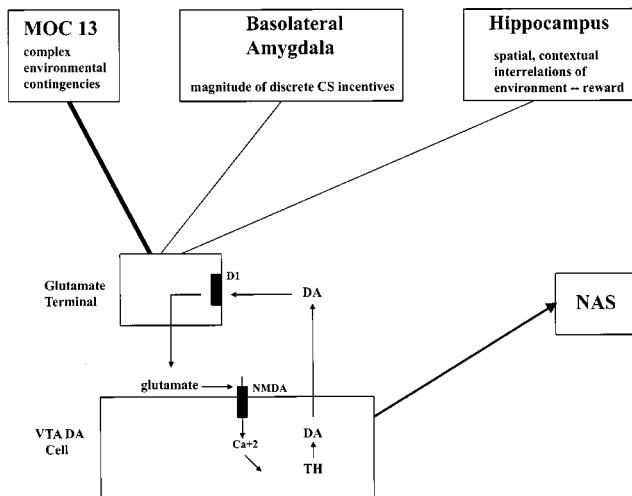 MOC 13
complex
environmental
contingencies
Basolateral
Amygdala
magnitude of discrete CS incentives
Hippocampus
spatial, contextual
interrelations of
environment -- reward
Glutamate
Terminal
D1
DA
NAS
glutamate
NMDA
VTA DA
Cell
Ca+2
DA
TH